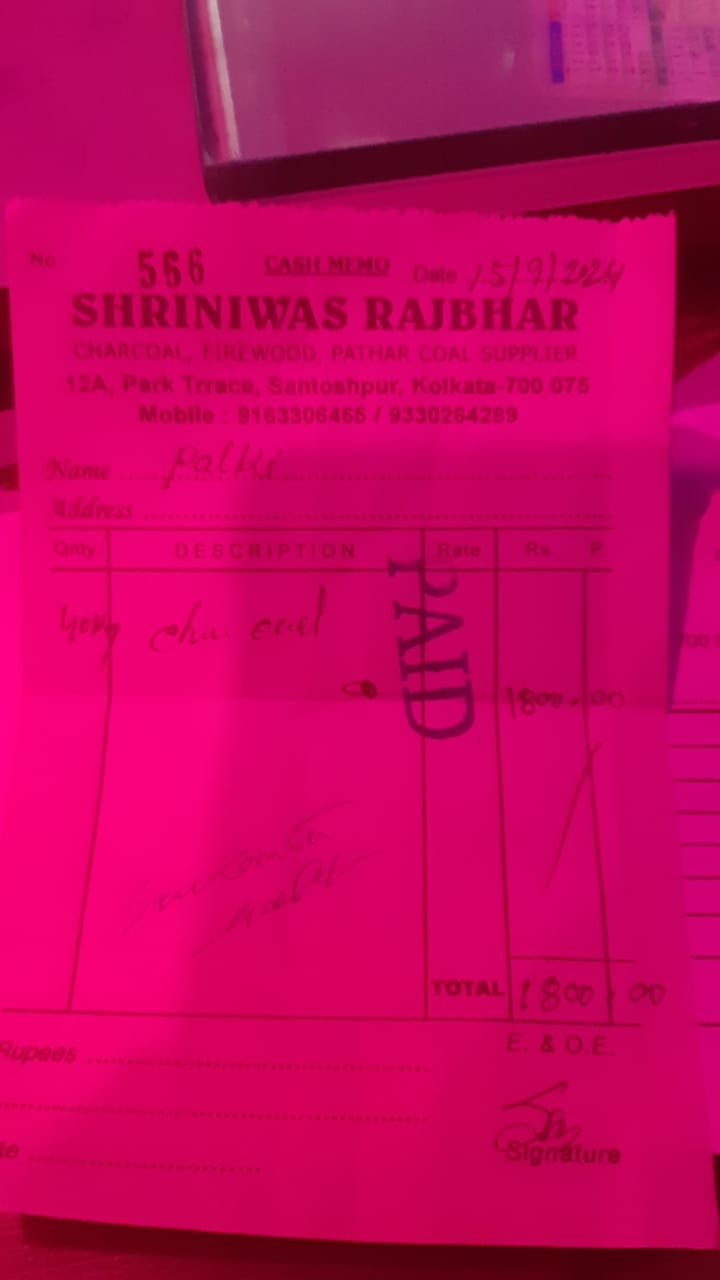 No. 566 CASH MEMO Date 15/9/2024
SHRINIWAS RAJBHAR
CHARCOAL, FIREWOOD, PATHAR COAL SUPPLIER
12A, Park Trrace, Santoshpur, Kolkata-700 075
Mobile : 9163306465 / 9330264289
Name Palki
Address
Qnty. DESCRIPTION Rate Rs. P.
40kg charcoal
PAID
1800.00
TOTAL 1800.00
Rupees
E. & O.E.
Signature